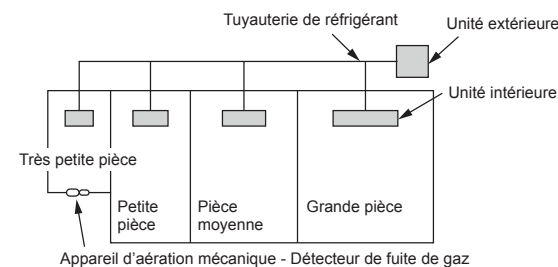 Tuyauterie de réfrigérant
Unité extérieure
Unité intérieure
Très petite pièce
Petite
pièce
Pièce
moyenne
Grande pièce
Appareil d'aération mécanique - Détecteur de fuite de gaz